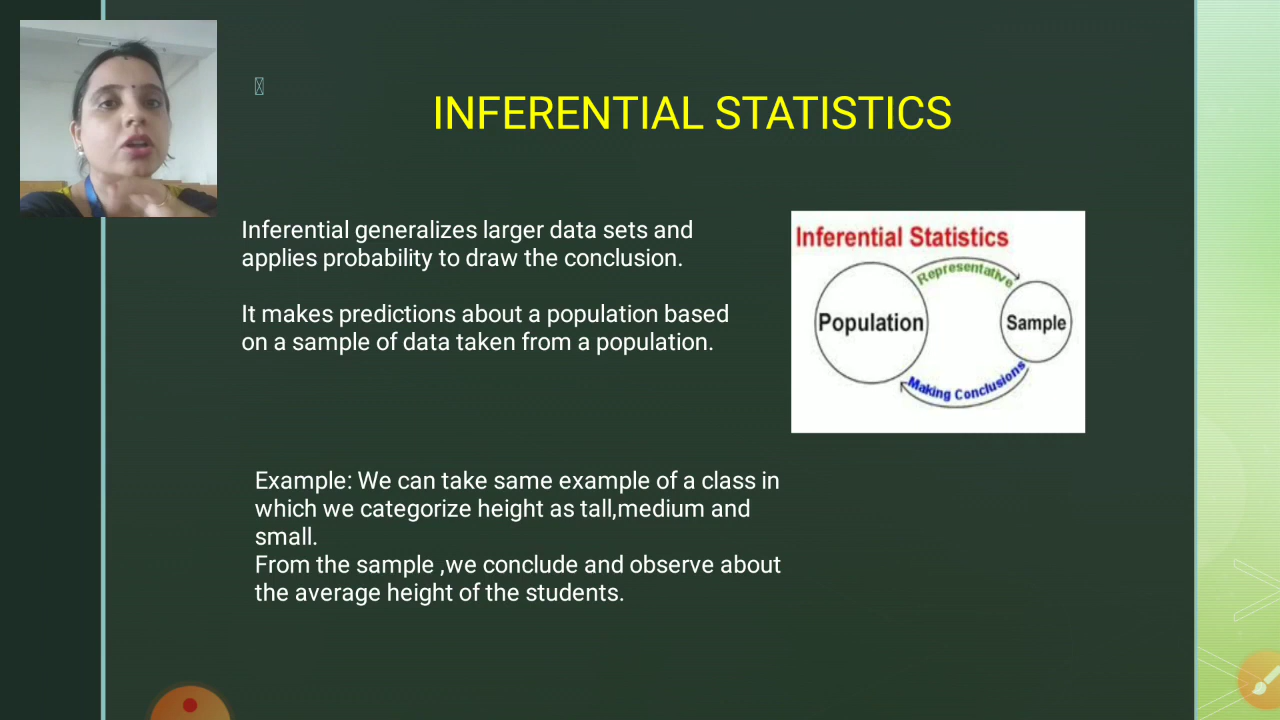 INFERENTIAL STATISTICS
Inferential generalizes larger data sets and
applies probability to draw the conclusion.
It makes predictions about a population based
on a sample of data taken from a population.
Inferential Statistics
Representative
Population
Sample
Making Conclusions
Example: We can take same example of a class in
which we categorize height as tall,medium and
small.
From the sample ,we conclude and observe about
the average height of the students.